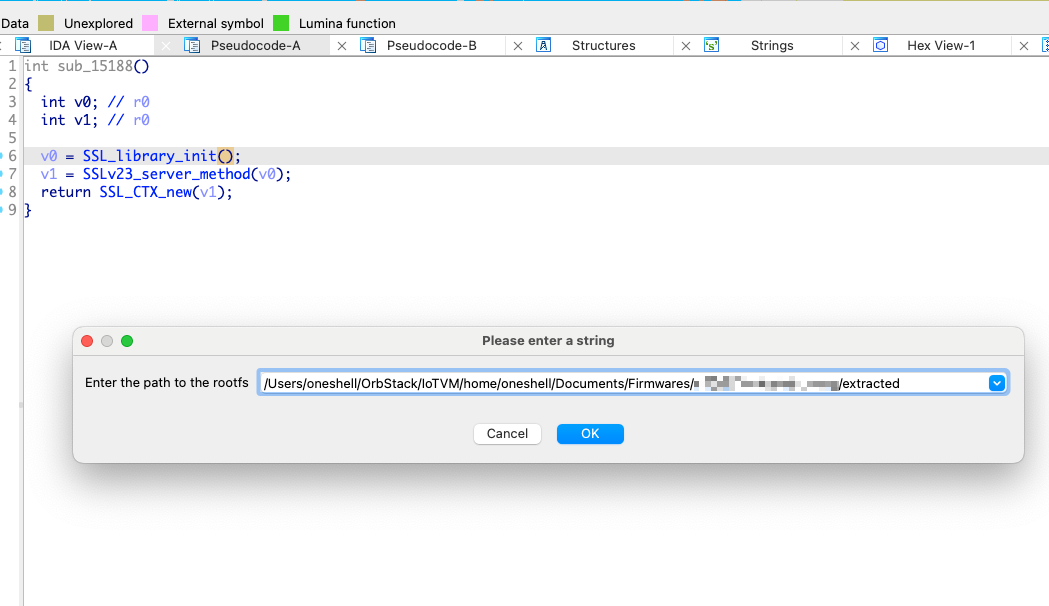 Data Unexplored External symbol Lumina function
IDA View-A Pseudocode-A Pseudocode-B Structures Strings Hex View-1
1 int sub_15188()
2 {
3 int v0; // r0
4 int v1; // r0
5
6 v0 = SSL_library_init();
7 v1 = SSLv23_server_method(v0);
8 return SSL_CTX_new(v1);
9 }
Please enter a string
Enter the path to the rootfs /Users/oneshell/OrbStack/IoTVM/home/oneshell/Documents/Firmwares/ /extracted
Cancel OK